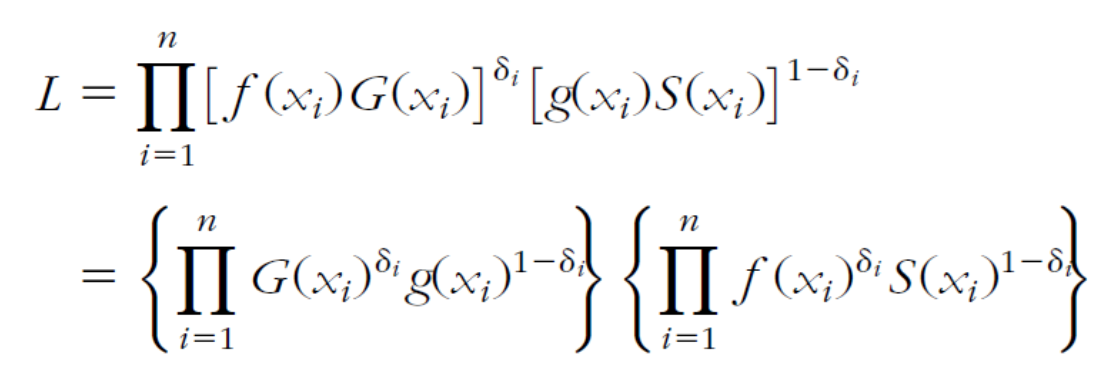 L = ∏_{i=1}^{n} [f(x_i)G(x_i)]^{δ_i} [g(x_i)S(x_i)]^{1−δ_i}
= {∏_{i=1}^{n} G(x_i)^{δ_i} g(x_i)^{1−δ_i}} {∏_{i=1}^{n} f(x_i)^{δ_i} S(x_i)^{1−δ_i}}